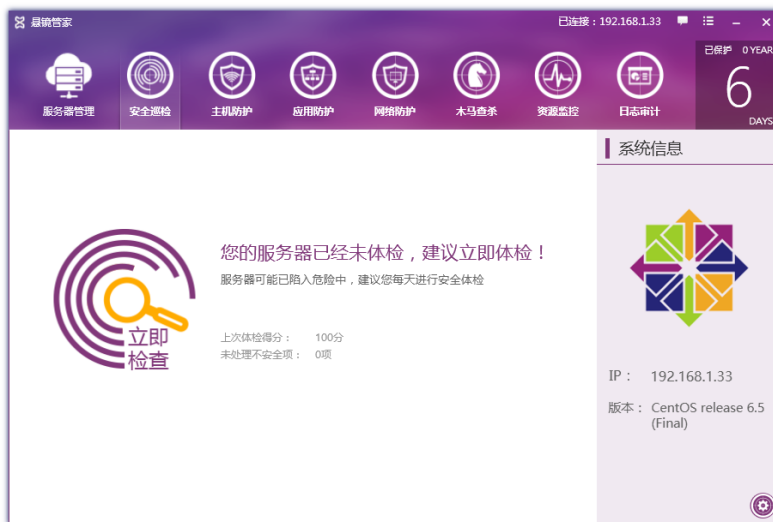 悬镜管家
已连接：192.168.1.33
服务器管理
安全巡检
主机防护
应用防护
网络防护
木马查杀
资源监控
日志审计
已保护 0 YEAR
6
DAYS
系统信息
您的服务器已经未体检，建议立即体检！
服务器可能已陷入危险中，建议您每天进行安全体检
立即
检查
上次体检得分： 100分
未处理不安全项： 0项
IP： 192.168.1.33
版本： CentOS release 6.5
(Final)